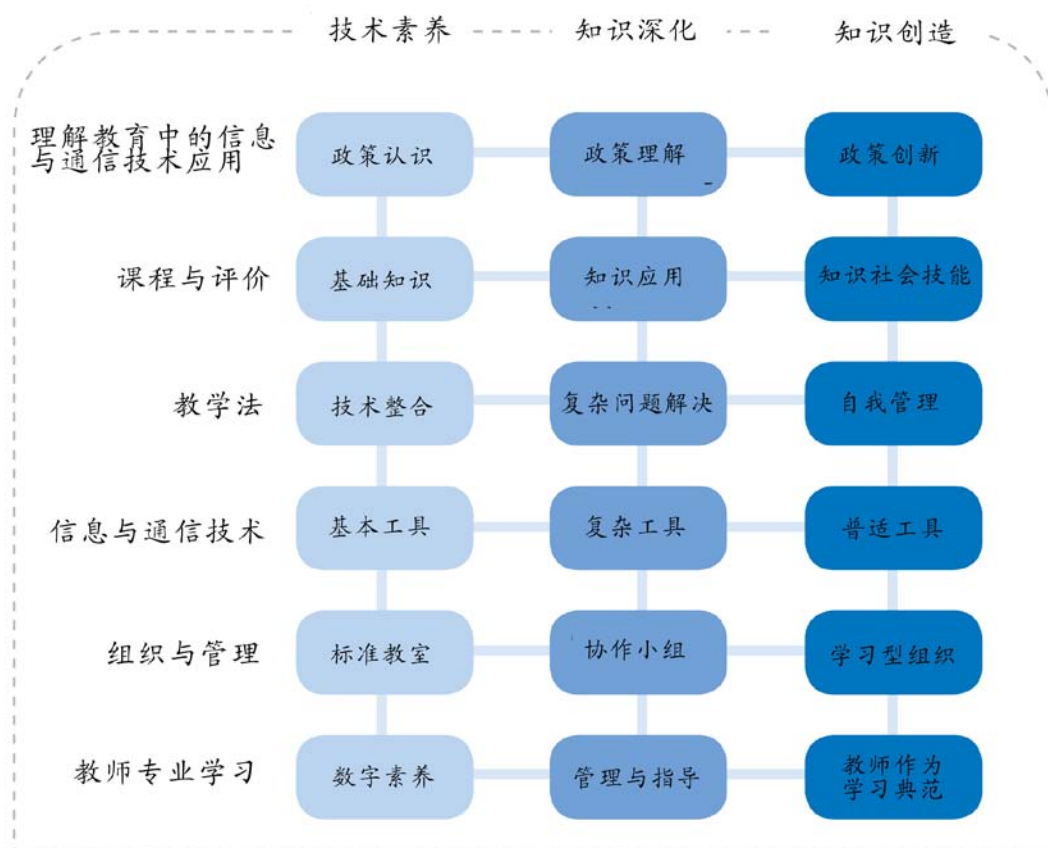 技术素养 知识深化 知识创造
理解教育中的信息
与通信技术应用
政策认识 政策理解 政策创新
课程与评价 基础知识 知识应用 知识社会技能
教学法 技术整合 复杂问题解决 自我管理
信息与通信技术 基本工具 复杂工具 普适工具
组织与管理 标准教室 协作小组 学习型组织
教师专业学习 数字素养 管理与指导 教师作为
学习典范